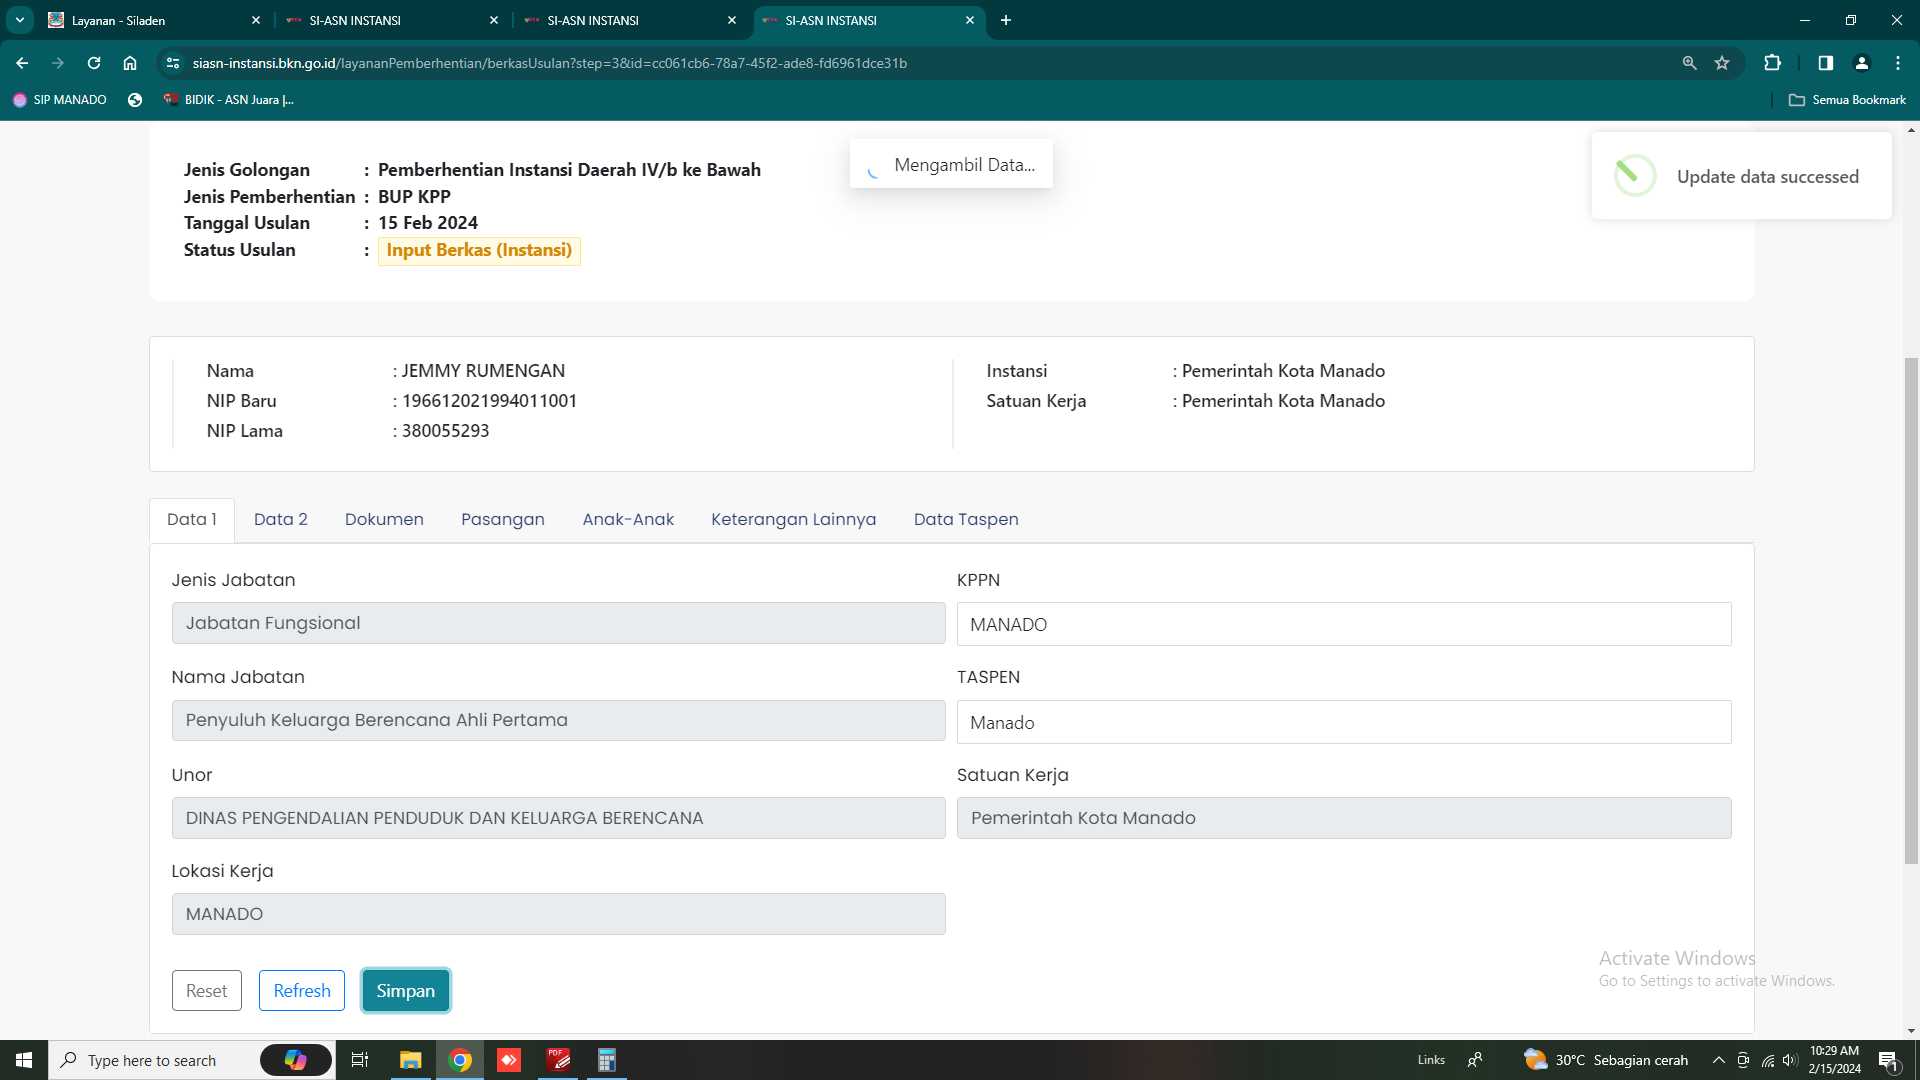 Layanan - Siladen
SI-ASN INSTANSI
SI-ASN INSTANSI
SI-ASN INSTANSI
siasn-instansi.bkn.go.id/layananPemberhentian/berkasUsulan?step=3&id=cc061cb6-78a7-45f2-ade8-fd6961dce31b
SIP MANADO
BIDIK - ASN Juara |...
Semua Bookmark
Jenis Golongan : Pemberhentian Instansi Daerah IV/b ke Bawah
Jenis Pemberhentian : BUP KPP
Tanggal Usulan : 15 Feb 2024
Status Usulan : Input Berkas (Instansi)
Mengambil Data...
Update data successed
Nama : JEMMY RUMENGAN
NIP Baru : 196612021994011001
NIP Lama : 380055293
Instansi : Pemerintah Kota Manado
Satuan Kerja : Pemerintah Kota Manado
Data 1 Data 2 Dokumen Pasangan Anak-Anak Keterangan Lainnya Data Taspen
Jenis Jabatan
Jabatan Fungsional
KPPN
MANADO
Nama Jabatan
Penyuluh Keluarga Berencana Ahli Pertama
TASPEN
Manado
Unor
DINAS PENGENDALIAN PENDUDUK DAN KELUARGA BERENCANA
Satuan Kerja
Pemerintah Kota Manado
Lokasi Kerja
MANADO
Reset Refresh Simpan
Activate Windows
Go to Settings to activate Windows.
Type here to search
PDF
Links
30°C Sebagian cerah
10:29 AM
2/15/2024
1